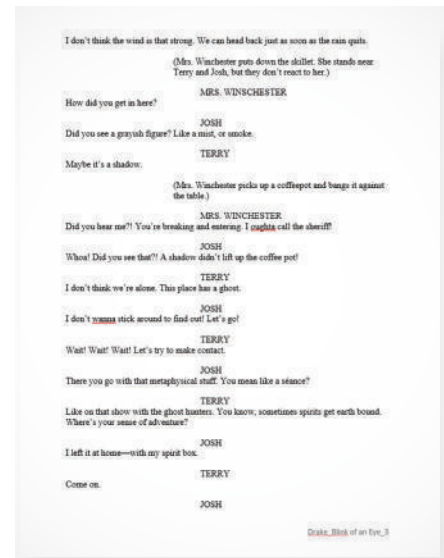 I don't think the wind is that strong. We can head back just as soon as the rain quits.
(Mrs. Winchester puts down the skillet. She stands near
Terry and Josh, but they don't react to her.)
MRS. WINSCHESTER
How did you get in here?
JOSH
Did you see a grayish figure? Like a mist, or smoke.
TERRY
Maybe it's a shadow.
(Mrs. Winchester picks up a coffeepot and bangs it against
the table.)
MRS. WINCHESTER
Did you hear me?! You're breaking and entering. I oughta call the sheriff!
JOSH
Whoa! Did you see that?! A shadow didn't lift up the coffee pot!
TERRY
I don't think we're alone. This place has a ghost.
JOSH
I don't wanna stick around to find out! Let's go!
TERRY
Wait! Wait! Wait! Let's try to make contact.
JOSH
There you go with that metaphysical stuff. You mean like a séance?
TERRY
Like on that show with the ghost hunters. You know, sometimes spirits get earth bound.
Where's your sense of adventure?
JOSH
I left it at home—with my spirit box.
TERRY
Come on.
JOSH
Drake_Blink of an Eye_3